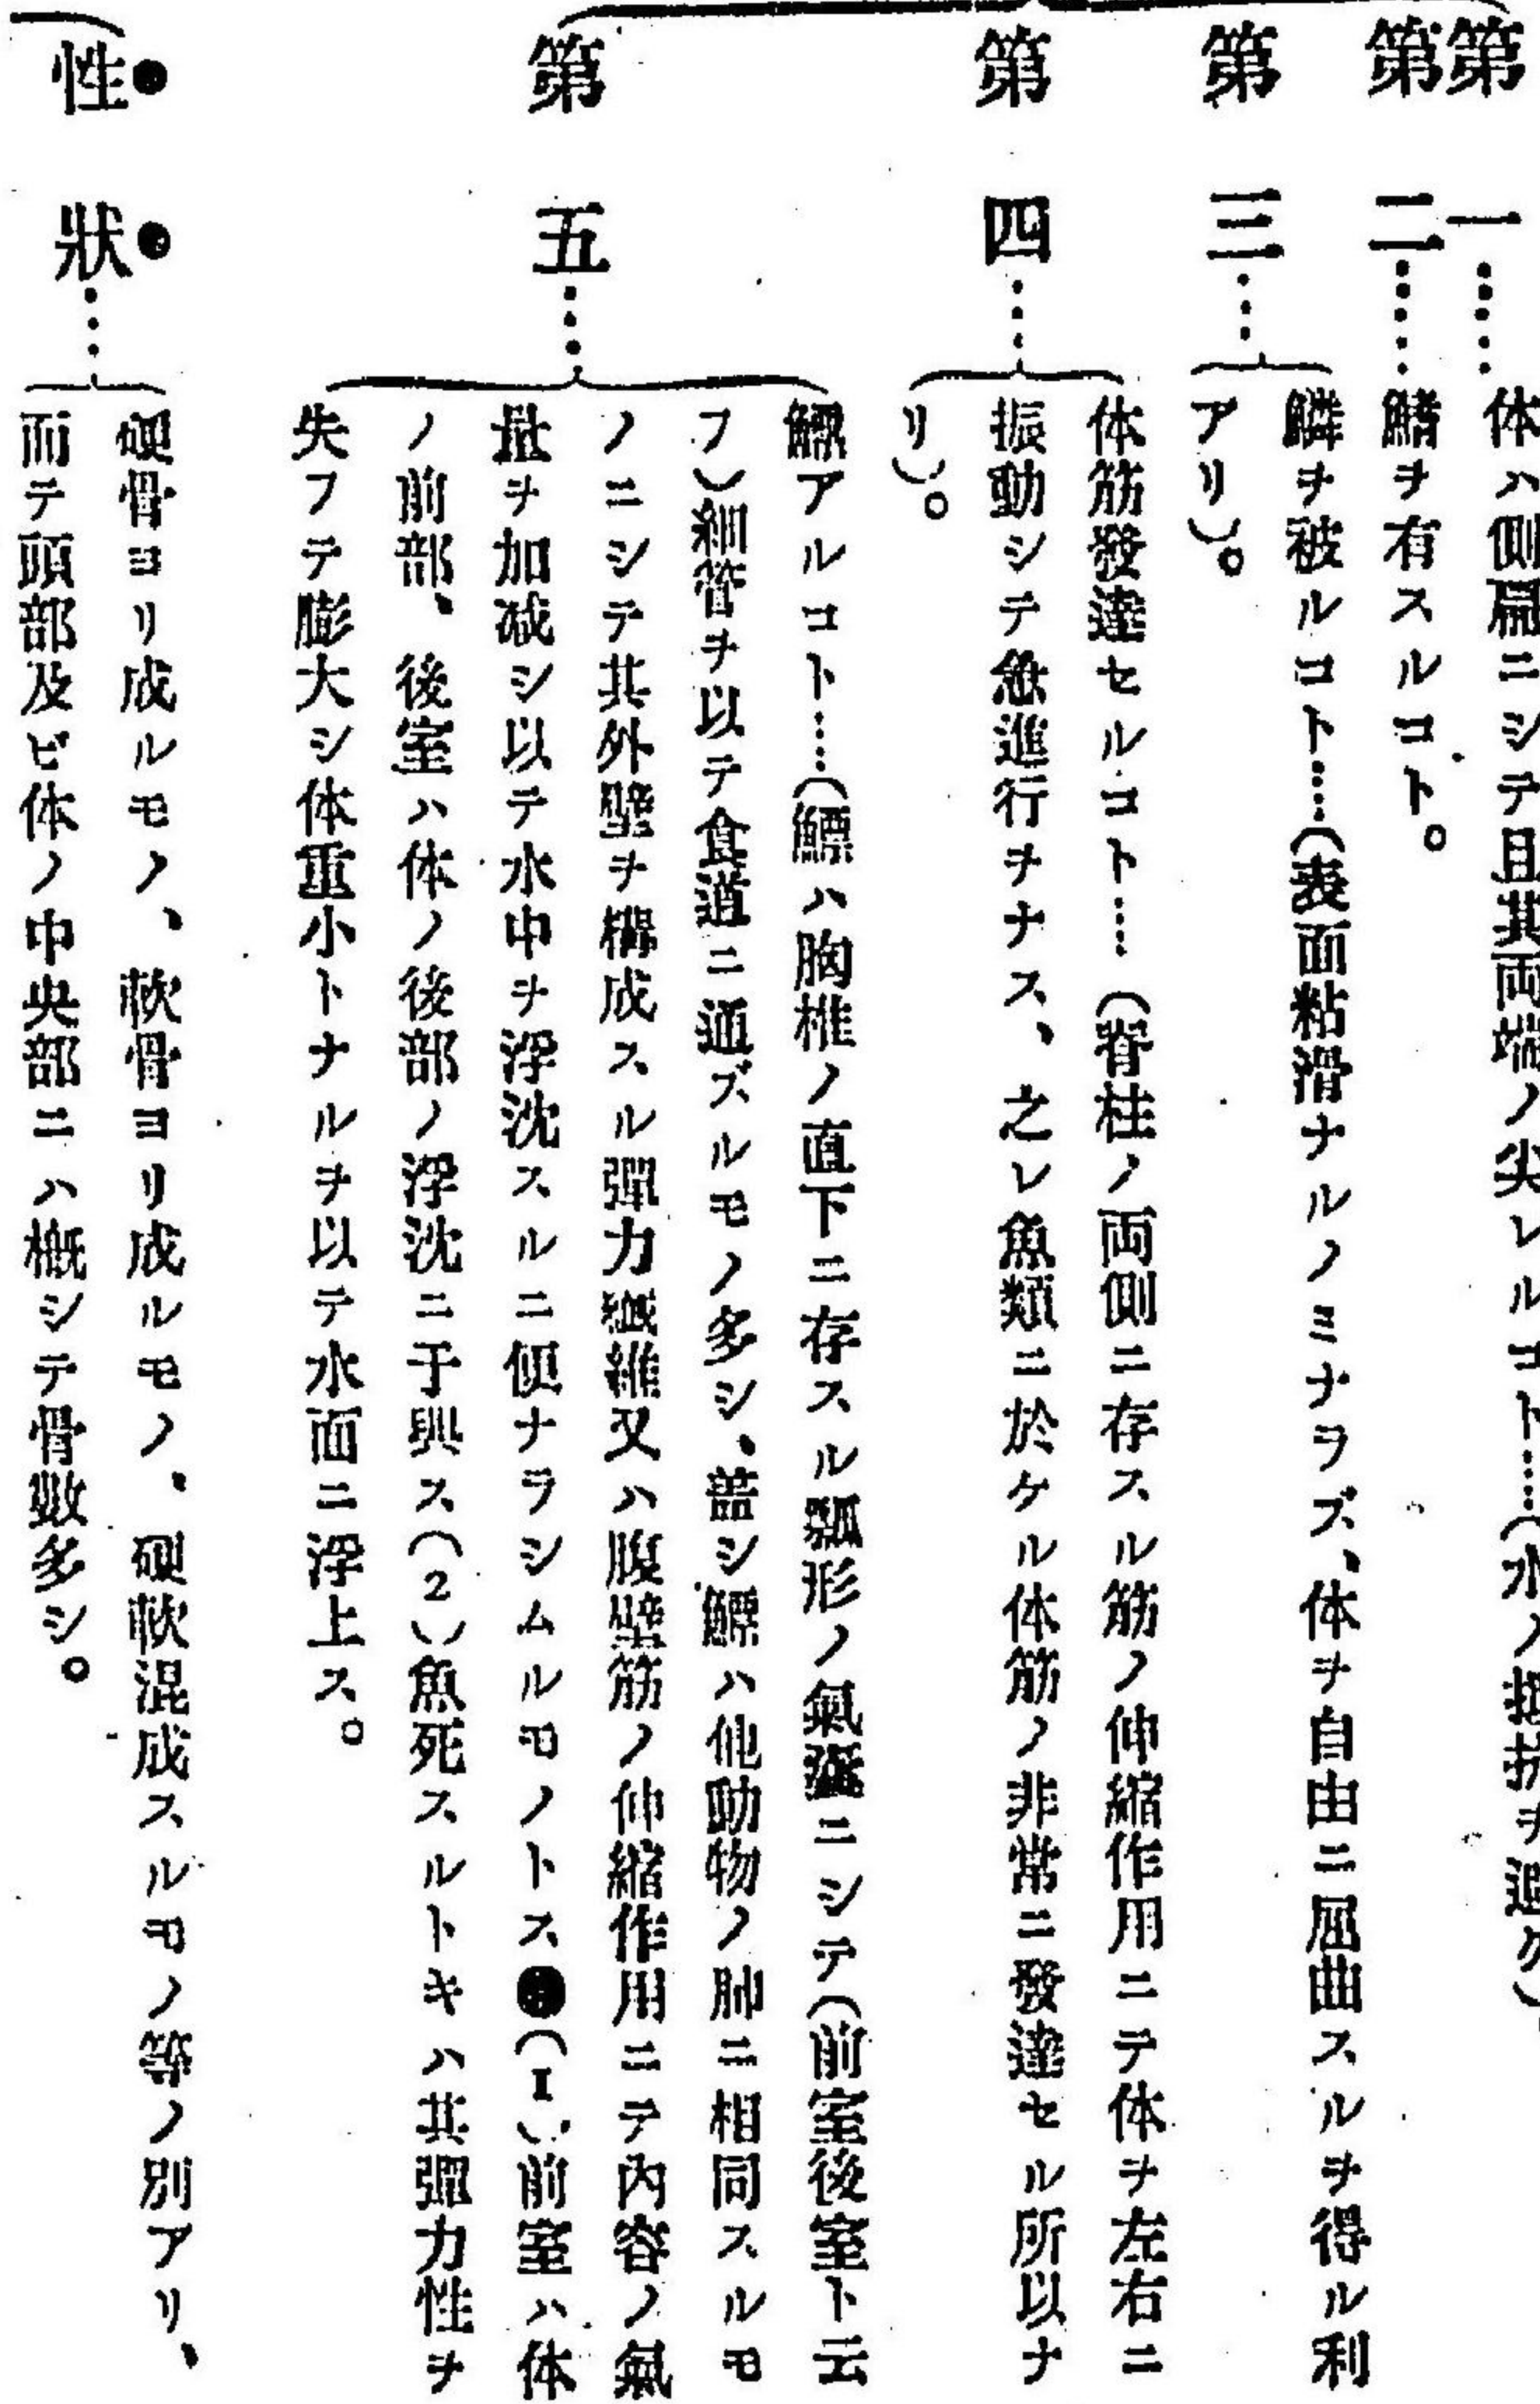 第一……体ハ側扁ニシテ且其両端ノ尖レルコト……(水ノ抵抗ヲ避ク)、
第二……鰭ヲ有スルコト。
第三……鱗ヲ被ルコト……(表面粘滑ナルノミナラズ、体ヲ自由ニ屈曲スルヲ得ル利
アリ)。
第四……体筋發達セルコト……(脊柱ノ両側ニ存スル筋ノ伸縮作用ニテ体ヲ左右ニ
振動シテ急進行ヲナス、之レ魚類ニ於ケル体筋ノ非常ニ發達セル所以ナ
リ)。
第五……鰾アルコト……(鰾ハ胸椎ノ直下ニ存スル瓢形ノ氣嚢ニシテ(前室後室ト云
フ)細管ヲ以テ食道ニ通ズルモノ多シ、蓋シ鰾ハ他動物ノ肺ニ相同スルモ
ノニシテ其外壁ヲ構成スル彈力纖維又ハ腹壁筋ノ伸縮作用ニテ內容ノ氣
量ヲ加减シ以テ水中ヲ浮沈スルニ便ナラシムルモノトス●(1)前室ハ体
ノ前部、後室ハ体ノ後部ノ浮沈ニ干與ス(2)魚死スルトキハ其彈力性ヲ
失フテ膨大シ体重小トナルヲ以テ水面ニ浮上ス。
性狀……硬骨ヨリ成ルモノ、軟骨ヨリ成ルモノ、硬軟混成スルモノ等ノ別アリ、
而テ頭部及ビ体ノ中央部ニハ槪シテ骨數多シ。